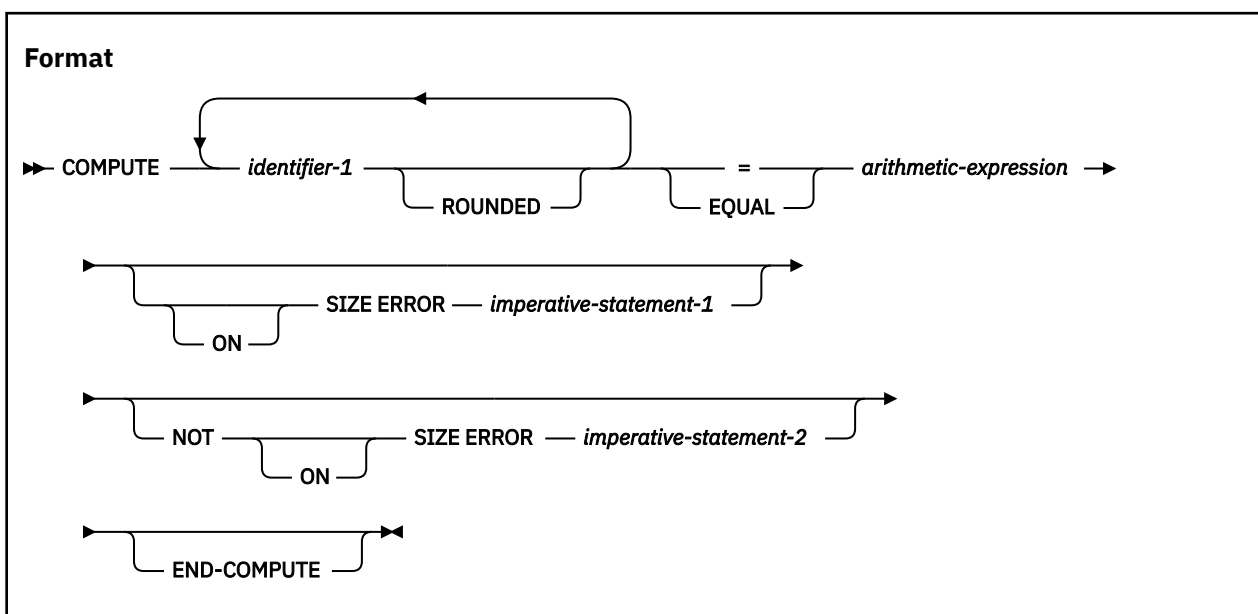 Format
COMPUTE identifier-1 = arithmetic-expression
ROUNDED EQUAL
SIZE ERROR imperative-statement-1
ON
NOT SIZE ERROR imperative-statement-2
ON
END-COMPUTE